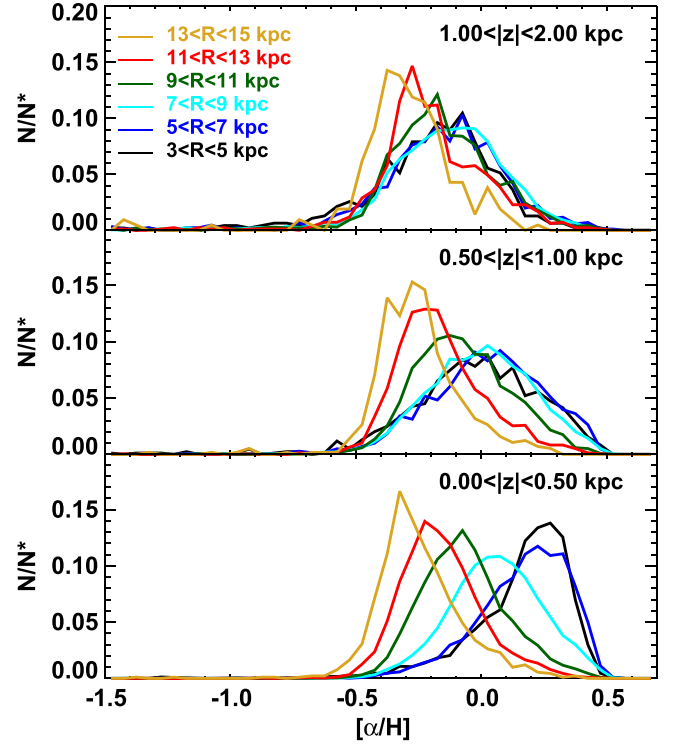 0.20
1.00<|z|<2.00 kpc
13<R<15 kpc
11<R<13 kpc
9<R<11 kpc
7<R<9 kpc
5<R<7 kpc
3<R<5 kpc
0.15
0.10
0.05
0.00
N/N*
0.50<|z|<1.00 kpc
0.15
0.10
0.05
0.00
N/N*
0.00<|z|<0.50 kpc
0.15
0.10
0.05
0.00
N/N*
-1.5 -1.0 -0.5 0.0 0.5
[α/H]